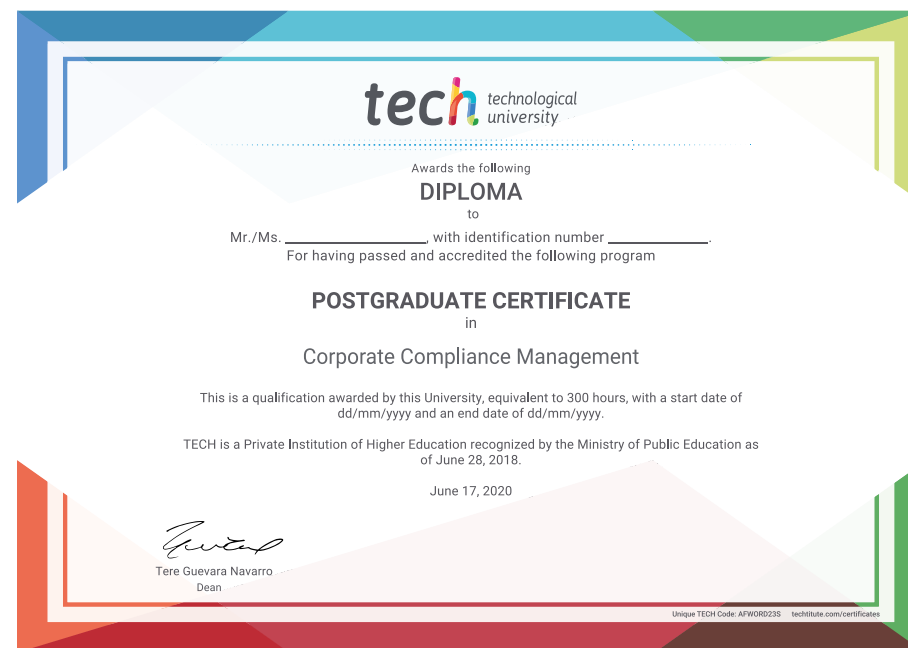 tech technological
university
Awards the following
DIPLOMA
to
Mr./Ms. ____________________, with identification number ______________.
For having passed and accredited the following program
POSTGRADUATE CERTIFICATE
in
Corporate Compliance Management
This is a qualification awarded by this University, equivalent to 300 hours, with a start date of
dd/mm/yyyy and an end date of dd/mm/yyyy.
TECH is a Private Institution of Higher Education recognized by the Ministry of Public Education as
of June 28, 2018.
June 17, 2020
Tere Guevara Navarro
Dean
Unique TECH Code: AFWORD23S techtitute.com/certificates